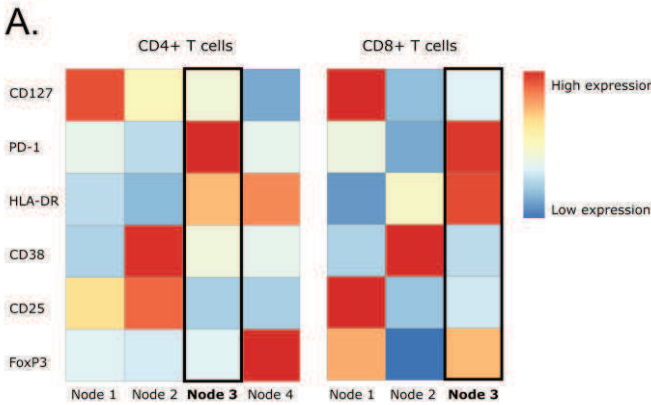 A.
CD4+ T cells
CD8+ T cells
CD127
PD-1
HLA-DR
CD38
CD25
FoxP3
Node 1 Node 2 Node 3 Node 4
Node 1 Node 2 Node 3
High expression
Low expression